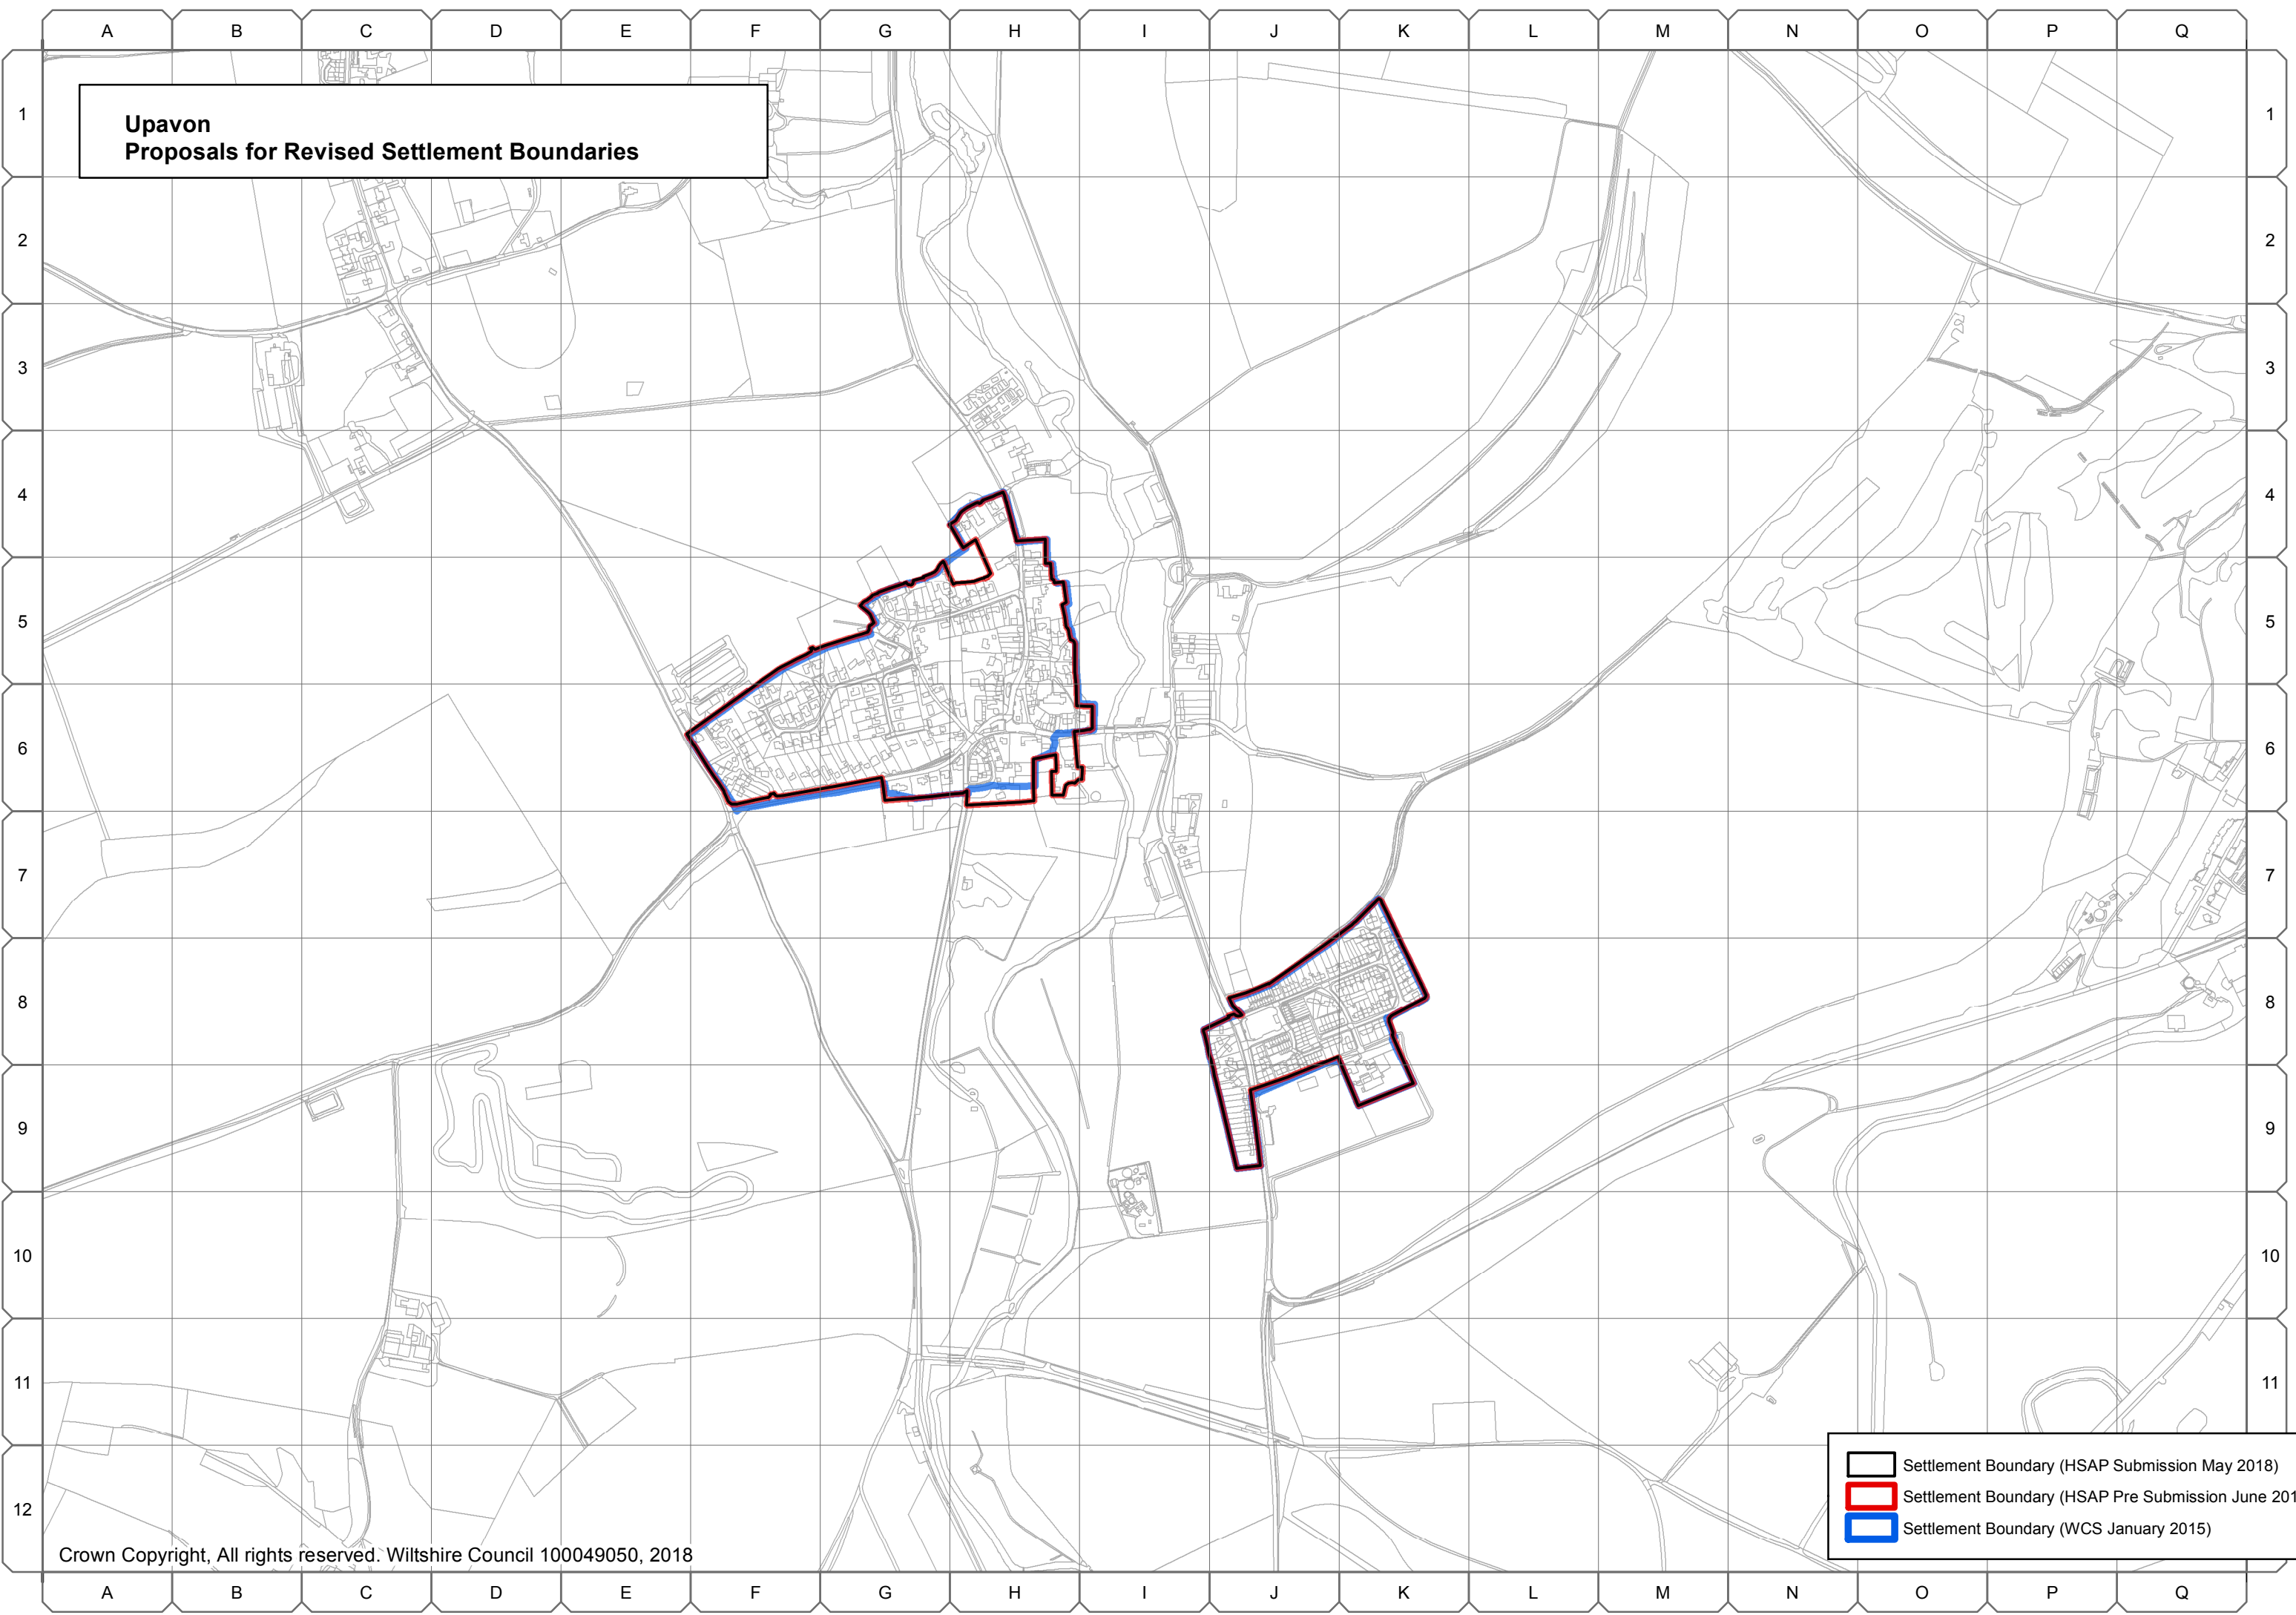 A B C D E F G H I J K L M N O P Q
Upavon
Proposals for Revised Settlement Boundaries
1 1
2 2
3 3
4 4
5 5
6 6
7 7
8 8
9 9
10 10
11 11
12 12
Settlement Boundary (HSAP Submission May 2018)
Settlement Boundary (HSAP Pre Submission June 201
Settlement Boundary (WCS January 2015)
Crown Copyright, All rights reserved. Wiltshire Council 100049050, 2018
A B C D E F G H I J K L M N O P Q